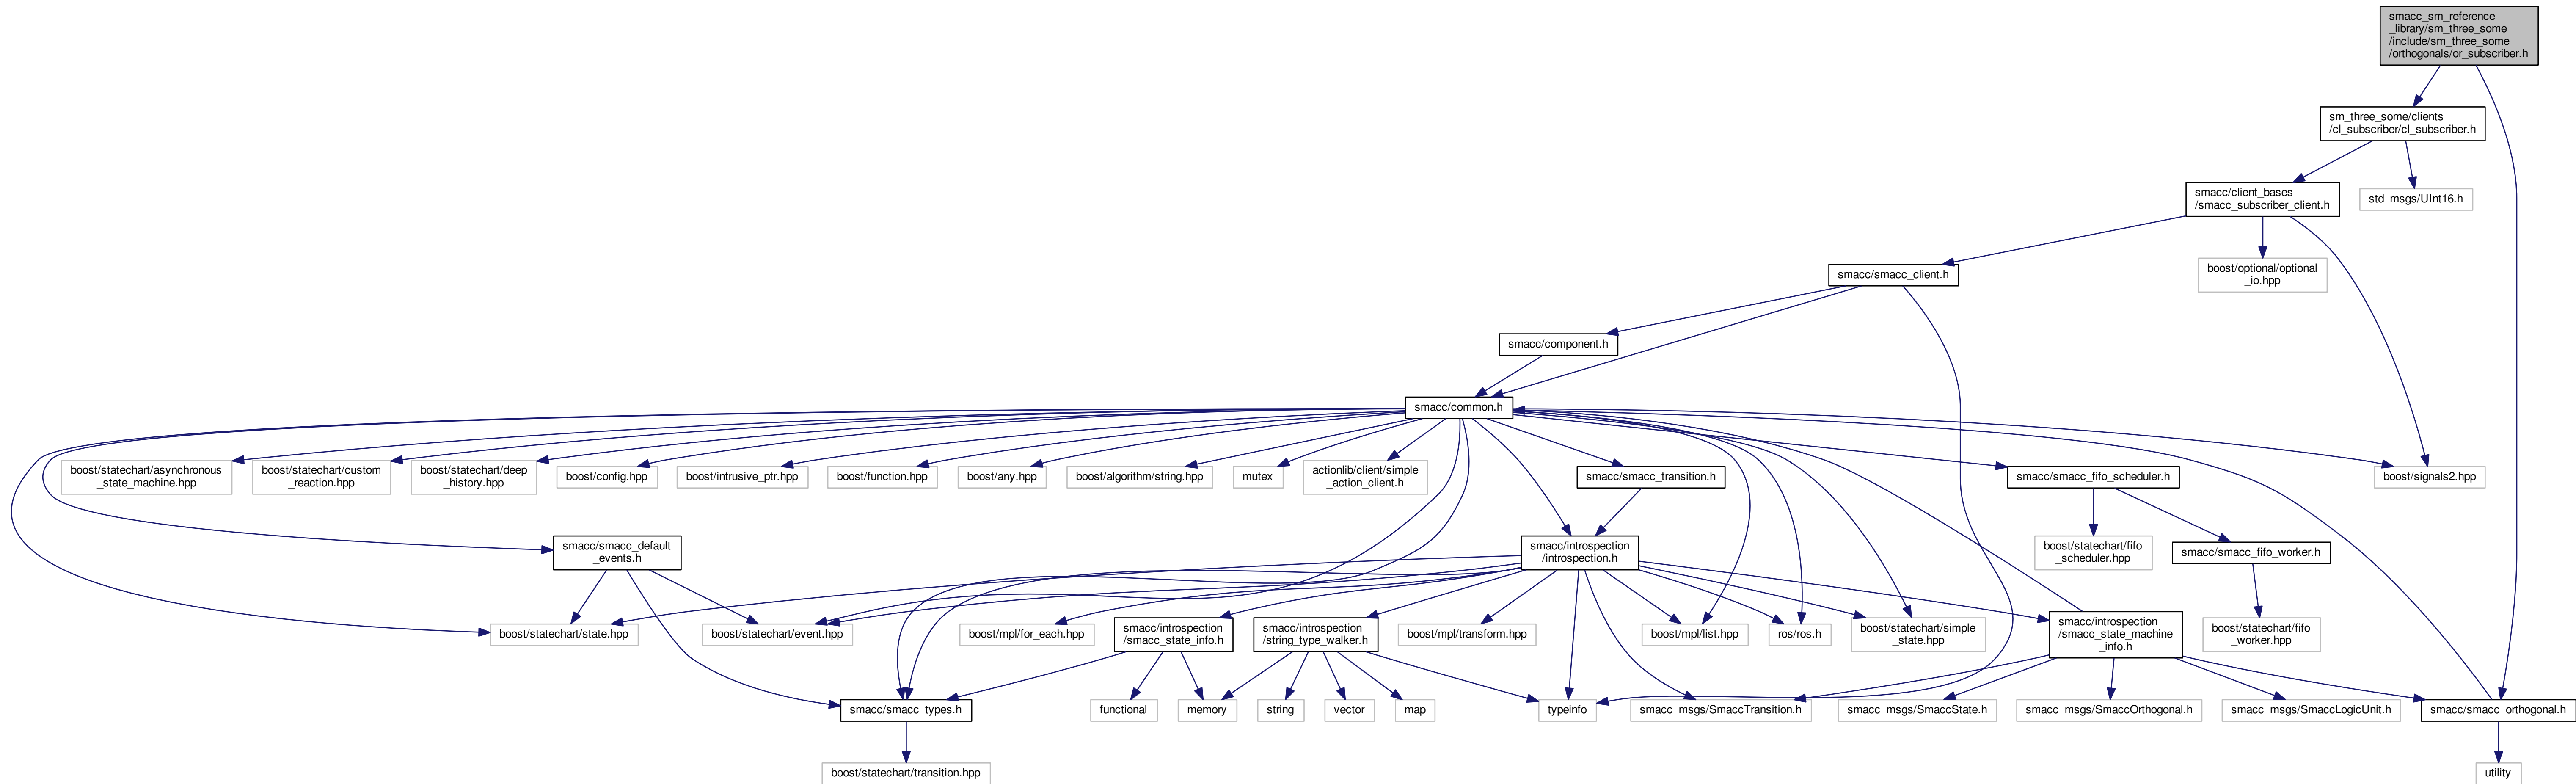 smacc_sm_reference
_library/sm_three_some
/include/sm_three_some
/orthogonals/or_subscriber.h
sm_three_some/clients
/cl_subscriber/cl_subscriber.h
smacc/client_bases
/smacc_subscriber_client.h
std_msgs/UInt16.h
smacc/smacc_client.h
boost/optional/optional
_io.hpp
smacc/component.h
smacc/common.h
boost/statechart/asynchronous
_state_machine.hpp
boost/statechart/custom
_reaction.hpp
boost/statechart/deep
_history.hpp
boost/config.hpp
boost/intrusive_ptr.hpp
boost/function.hpp
boost/any.hpp
boost/algorithm/string.hpp
mutex
actionlib/client/simple
_action_client.h
smacc/smacc_transition.h
smacc/smacc_fifo_scheduler.h
boost/signals2.hpp
smacc/smacc_default
_events.h
smacc/introspection
/introspection.h
boost/statechart/fifo
_scheduler.hpp
smacc/smacc_fifo_worker.h
boost/statechart/state.hpp
boost/statechart/event.hpp
boost/mpl/for_each.hpp
smacc/introspection
/smacc_state_info.h
smacc/introspection
/string_type_walker.h
boost/mpl/transform.hpp
boost/mpl/list.hpp
ros/ros.h
boost/statechart/simple
_state.hpp
smacc/introspection
/smacc_state_machine
_info.h
boost/statechart/fifo
_worker.hpp
smacc/smacc_types.h
functional
memory
string
vector
map
typeinfo
smacc_msgs/SmaccTransition.h
smacc_msgs/SmaccState.h
smacc_msgs/SmaccOrthogonal.h
smacc_msgs/SmaccLogicUnit.h
smacc/smacc_orthogonal.h
boost/statechart/transition.hpp
utility